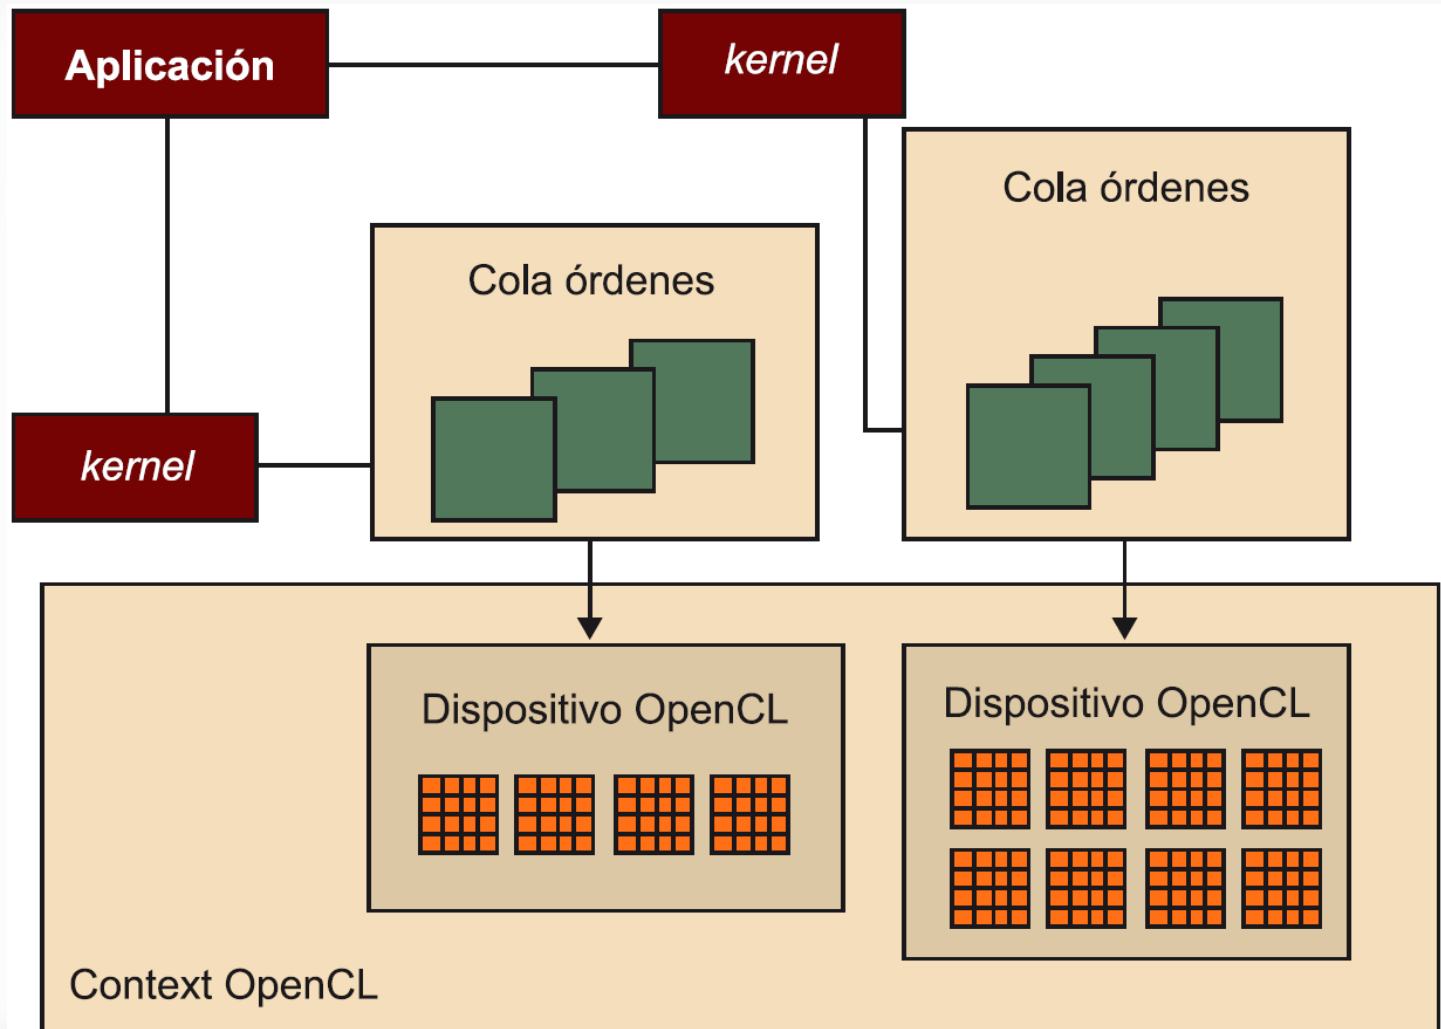 Aplicación
kernel
Cola órdenes
Cola órdenes
kernel
Dispositivo OpenCL
Dispositivo OpenCL
Context OpenCL